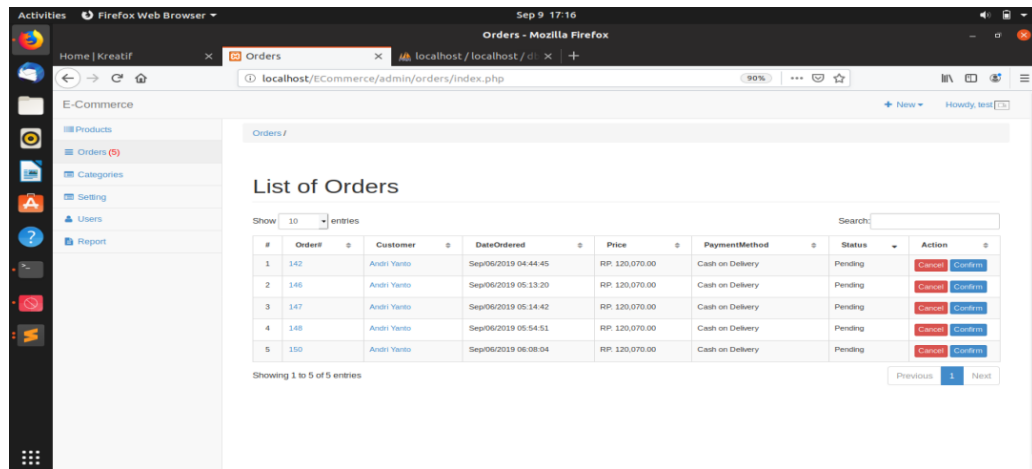 Activities Firefox Web Browser Sep 9 17:16
Orders - Mozilla Firefox
Home | Kreatif Orders localhost / localhost / d
localhost/ECommerce/admin/orders/index.php 90%
E-Commerce New Howdy, test
Products
Orders (5)
Categories
Setting
Users
Report
Orders /
List of Orders
Show 10 entries Search:
# Order# Customer DateOrdered Price PaymentMethod Status Action
1 142 Andri Yanto Sep/06/2019 04:44:45 RP. 120,070.00 Cash on Delivery Pending Cancel Confirm
2 146 Andri Yanto Sep/06/2019 05:13:20 RP. 120,070.00 Cash on Delivery Pending Cancel Confirm
3 147 Andri Yanto Sep/06/2019 05:14:42 RP. 120,070.00 Cash on Delivery Pending Cancel Confirm
4 148 Andri Yanto Sep/06/2019 05:54:51 RP. 120,070.00 Cash on Delivery Pending Cancel Confirm
5 150 Andri Yanto Sep/06/2019 06:08:04 RP. 120,070.00 Cash on Delivery Pending Cancel Confirm
Showing 1 to 5 of 5 entries Previous 1 Next